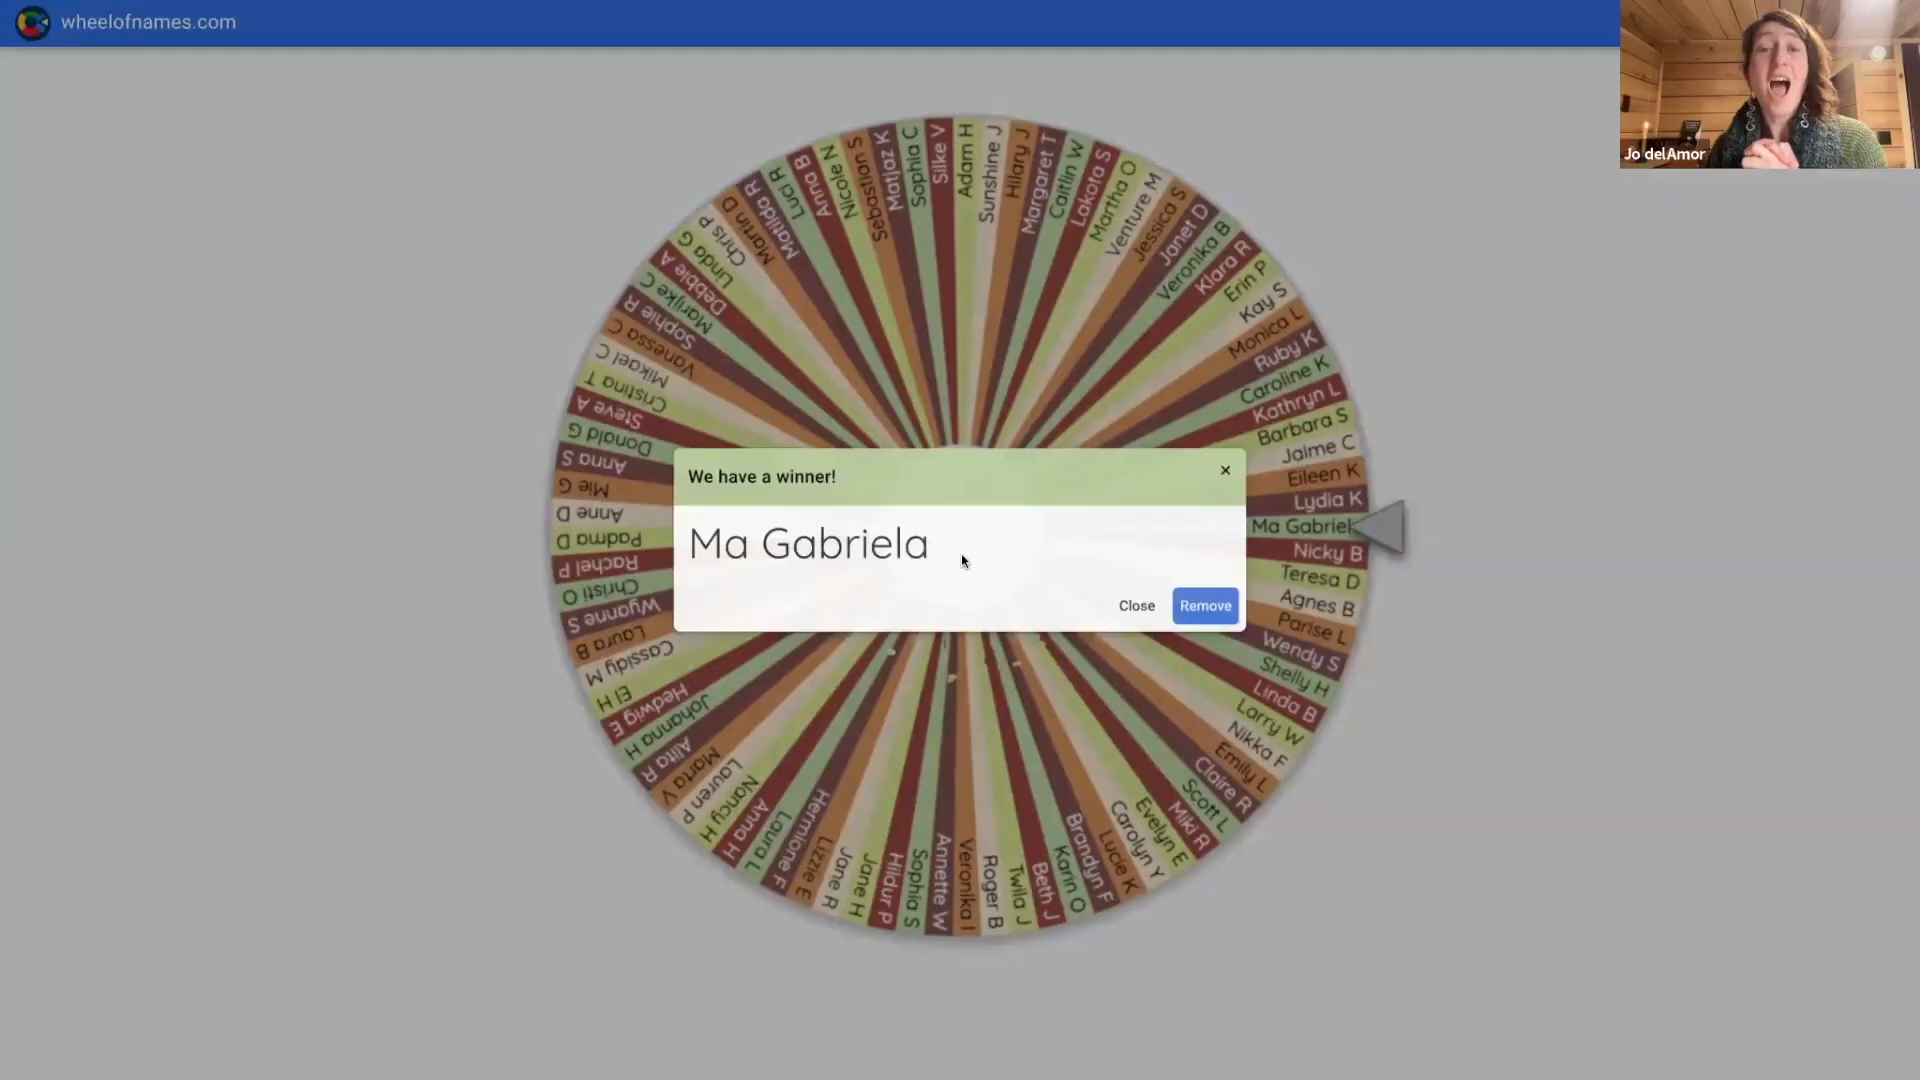 wheelofnames.com
Jo delAmor
Adam H
Sunshine J
Hilary J
Margaret T
Caitlin W
Lakota S
Martha O
Venture M
Jessica S
Janet D
Veronika B
Klara R
Erin P
Kay S
Monica L
Ruby K
Caroline K
Kathryn L
Barbara S
Jaime C
Eileen K
Lydia K
Ma Gabriel
Nicky B
Teresa D
Agnes B
Parise L
Wendy S
Shelly H
Linda B
Larry W
Nikka F
Emily L
Claire R
Scott L
Miki R
Evelyn E
Carolyn Y
Lucie K
Brandyn F
Karin O
Beth J
Twila J
Roger B
Veronika I
Annette W
Sophia S
Hildur P
Jane H
Jane R
Lizzie E
Hermione F
Laura L
Anna H
Nancy H
Lauren P
Marta V
Alita R
Johanna H
Hedwig E
El H
Cassidy M
Laura B
Wyanne S
Christi O
Rachel P
Padma D
Anne D
Mie G
Anna S
Donald G
Steve A
Cristina T
Mikael C
Vanessa C
Sophie R
Marijke C
Debbie A
Linda G
Chris P
Martin D
Matilda R
Luci R
Anna B
Nicole N
Sebastian S
Matjaz K
Sophia C
Silke V
We have a winner!
×
Ma Gabriela
Close
Remove